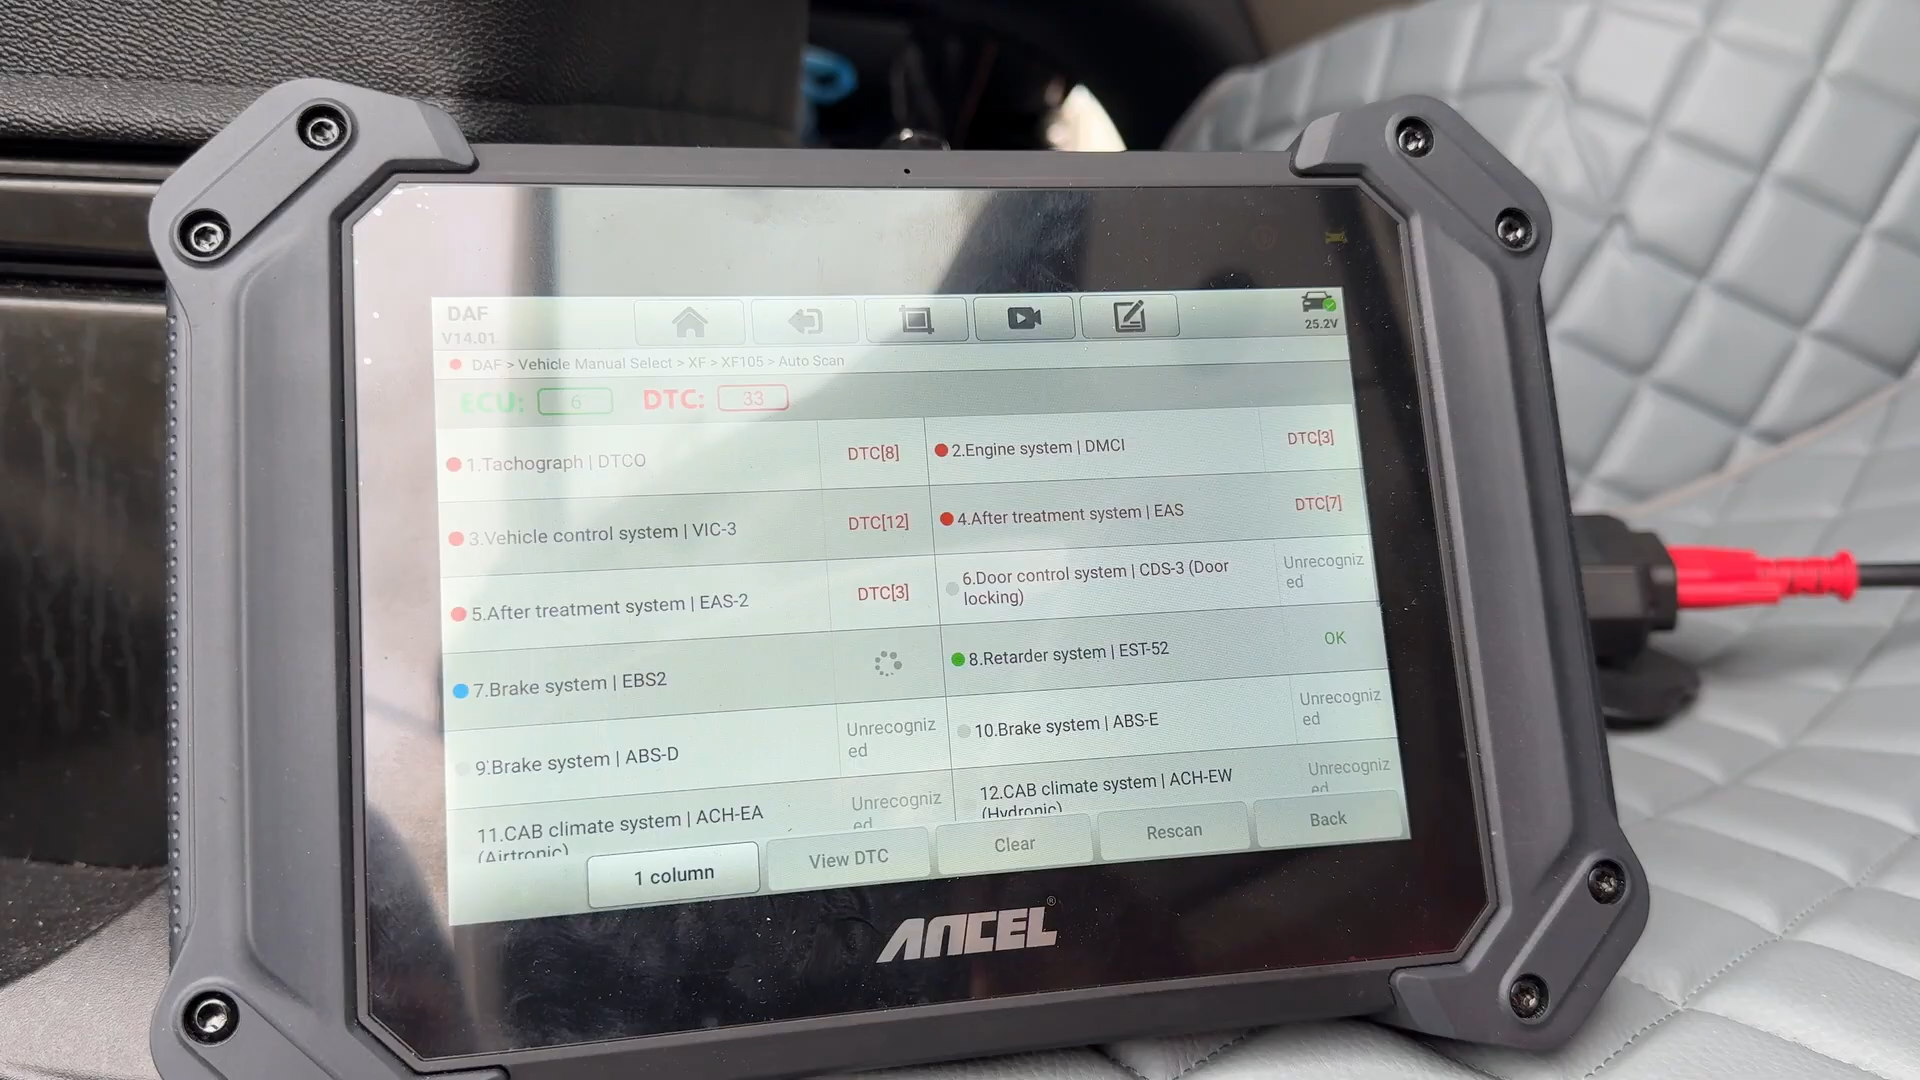 DAF
V14.01
25.2V
DAF > Vehicle Manual Select > XF > XF105 > Auto Scan
ECU: 6 DTC: 33
1.Tachograph | DTCO DTC[8]
2.Engine system | DMCI DTC[3]
3.Vehicle control system | VIC-3 DTC[12]
4.After treatment system | EAS DTC[7]
5.After treatment system | EAS-2 DTC[3]
6.Door control system | CDS-3 (Door
locking)
Unrecogniz
ed
7.Brake system | EBS2
8.Retarder system | EST-52 OK
9.Brake system | ABS-D
Unrecogniz
ed
10.Brake system | ABS-E
Unrecogniz
ed
11.CAB climate system | ACH-EA
(Airtronic)
Unrecogniz
ed
12.CAB climate system | ACH-EW
(Hydronic)
Unrecogniz
ed
1 column
View DTC
Clear
Rescan
Back
ANCEL®